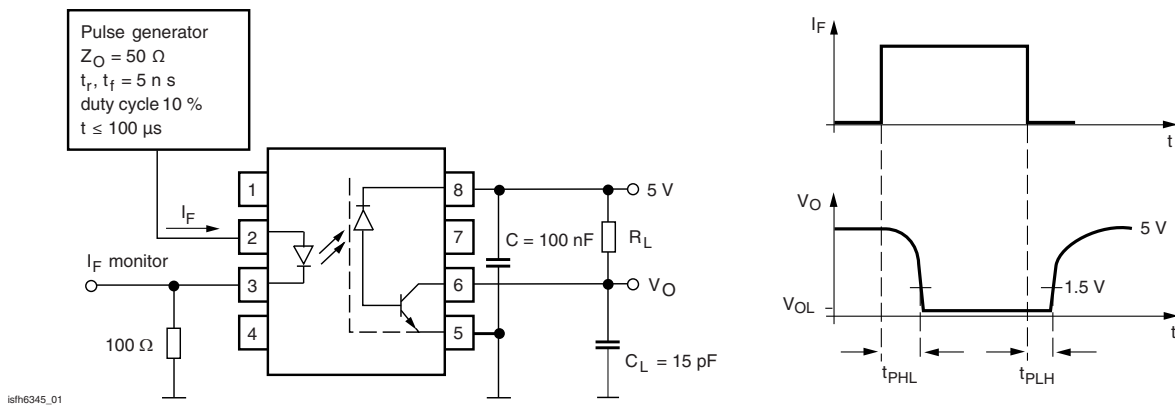 Pulse generator
Z_O = 50 Ω
t_r, t_f = 5 n s
duty cycle 10 %
t ≤ 100 μs
I_F
I_F monitor
100 Ω
1
2
3
4
8
7
6
5
C = 100 nF
5 V
R_L
V_O
C_L = 15 pF
isfh6345_01
I_F
t
V_O
5 V
1.5 V
V_OL
t
t_PHL
t_PLH